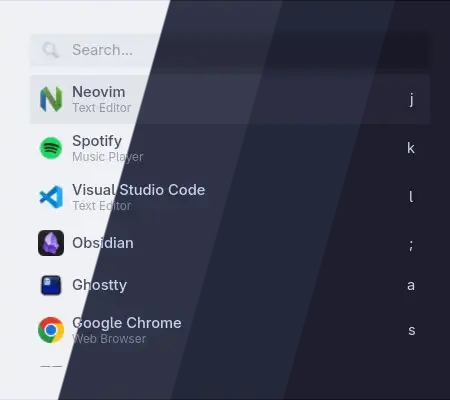 Search...
Neovim
Text Editor
j
Spotify
Music Player
k
Visual Studio Code
Text Editor
l
Obsidian
;
Ghostty
a
Google Chrome
Web Browser
s